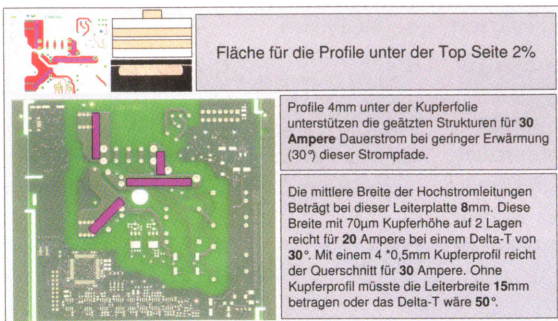 Fläche für die Profile unter der Top Seite 2%
Profile 4mm unter der Kupferfolie
unterstützen die geätzten Strukturen für 30
Ampere Dauerstrom bei geringer Erwärmung
(30°) dieser Strompfade.
Die mittlere Breite der Hochstromleitungen
Beträgt bei dieser Leiterplatte 8mm. Diese
Breite mit 70µm Kupferhöhe auf 2 Lagen
reicht für 20 Ampere bei einem Delta-T von
30°. Mit einem 4 *0,5mm Kupferprofil reicht
der Querschnitt für 30 Ampere. Ohne
Kupferprofil müsste die Leiterbreite 15mm
betragen oder das Delta-T wäre 50°.